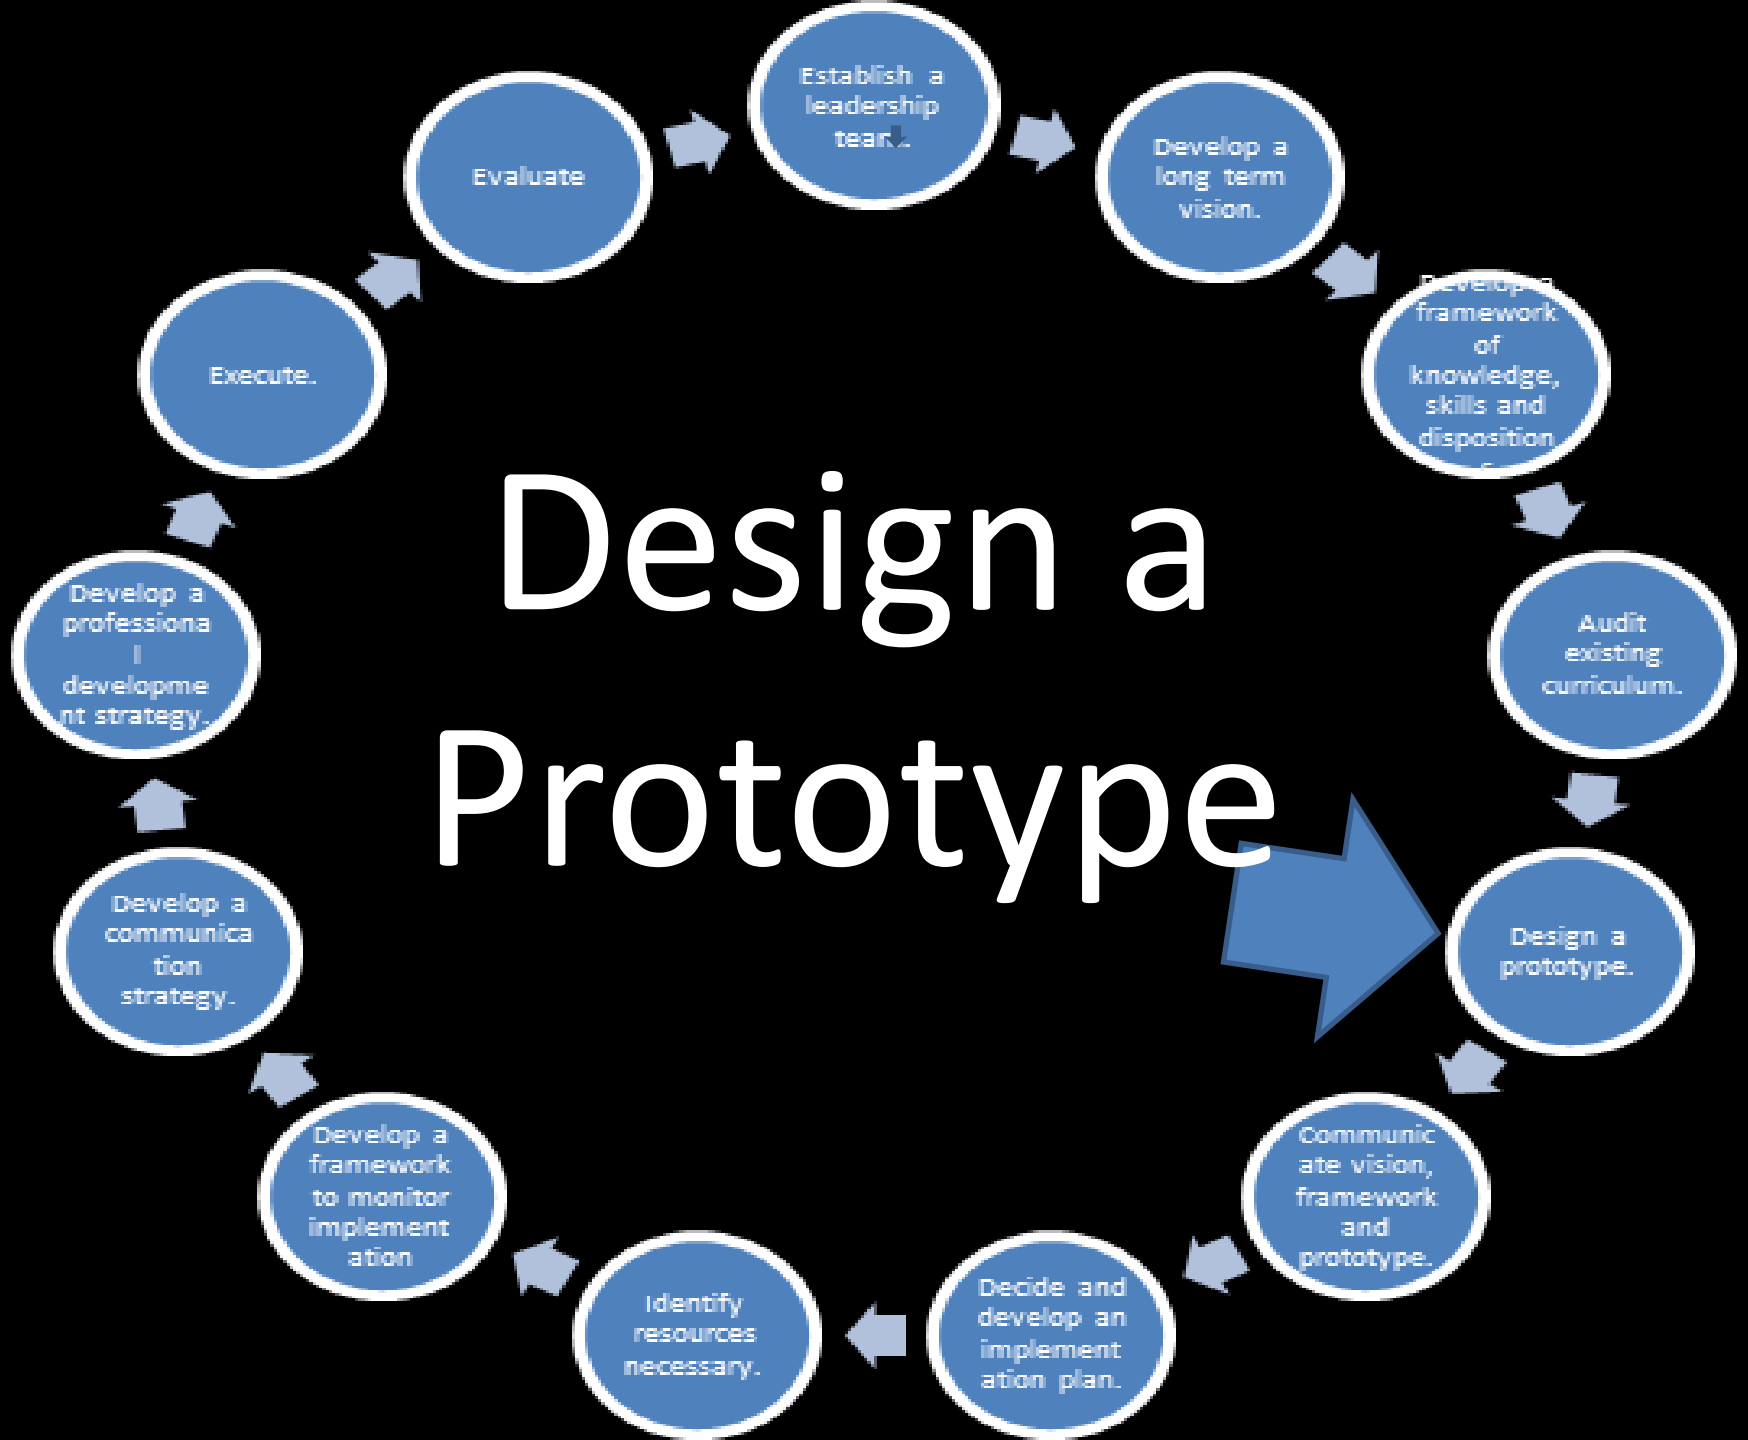 Establish a
leadership
team.
Develop a
long term
vision.
Develop a
framework
of
knowledge,
skills and
disposition
s.
Audit
existing
curriculum.
Design a
prototype.
Communic
ate vision,
framework
and
prototype.
Decide and
develop an
implement
ation plan.
Identify
resources
necessary.
Develop a
framework
to monitor
implement
ation
Develop a
communica
tion
strategy.
Develop a
professiona
l
developme
nt strategy.
Execute.
Evaluate
Design a
Prototype